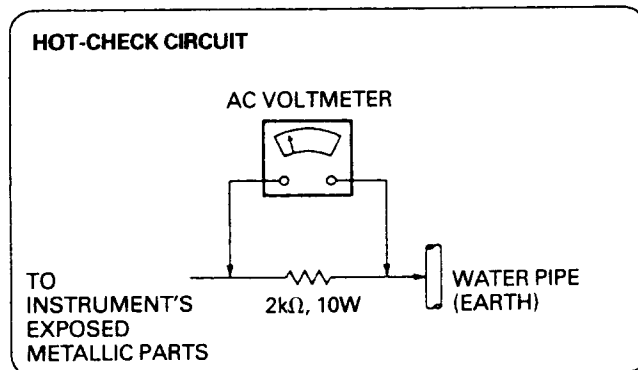 HOT-CHECK CIRCUIT
AC VOLTMETER
TO
INSTRUMENT'S
EXPOSED
METALLIC PARTS
2kΩ, 10W
WATER PIPE
(EARTH)